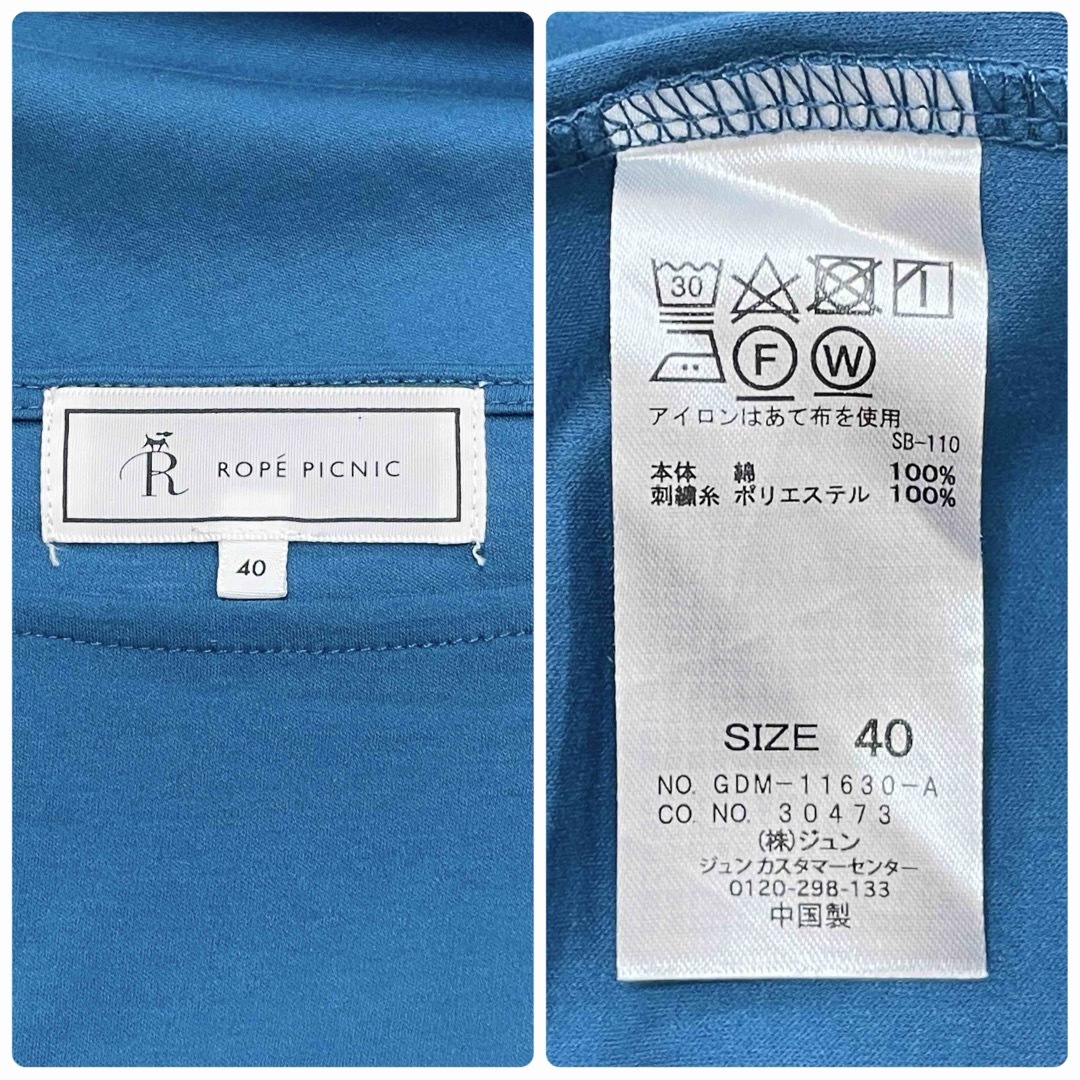 R ROPÉ PICNIC
40
30
F W
アイロンはあて布を使用
SB-110
本体 綿 100%
刺繍糸 ポリエステル 100%
SIZE 40
NO. GDM-11630-A
CO. NO. 30473
(株)ジュン
ジュンカスタマーセンター
0120-298-133
中国製